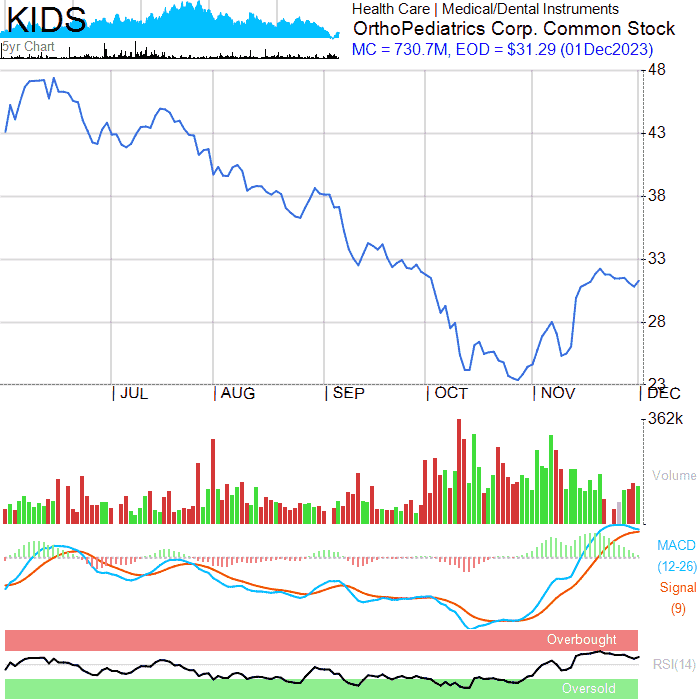 KIDS
5yr Chart
Health Care | Medical/Dental Instruments
OrthoPediatrics Corp. Common Stock
MC = 730.7M, EOD = $31.29 (01Dec2023)
48
43
38
33
28
23
JUL
AUG
SEP
OCT
NOV
DEC
362k
Volume
MACD
(12-26)
Signal
(9)
Overbought
RSI(14)
Oversold